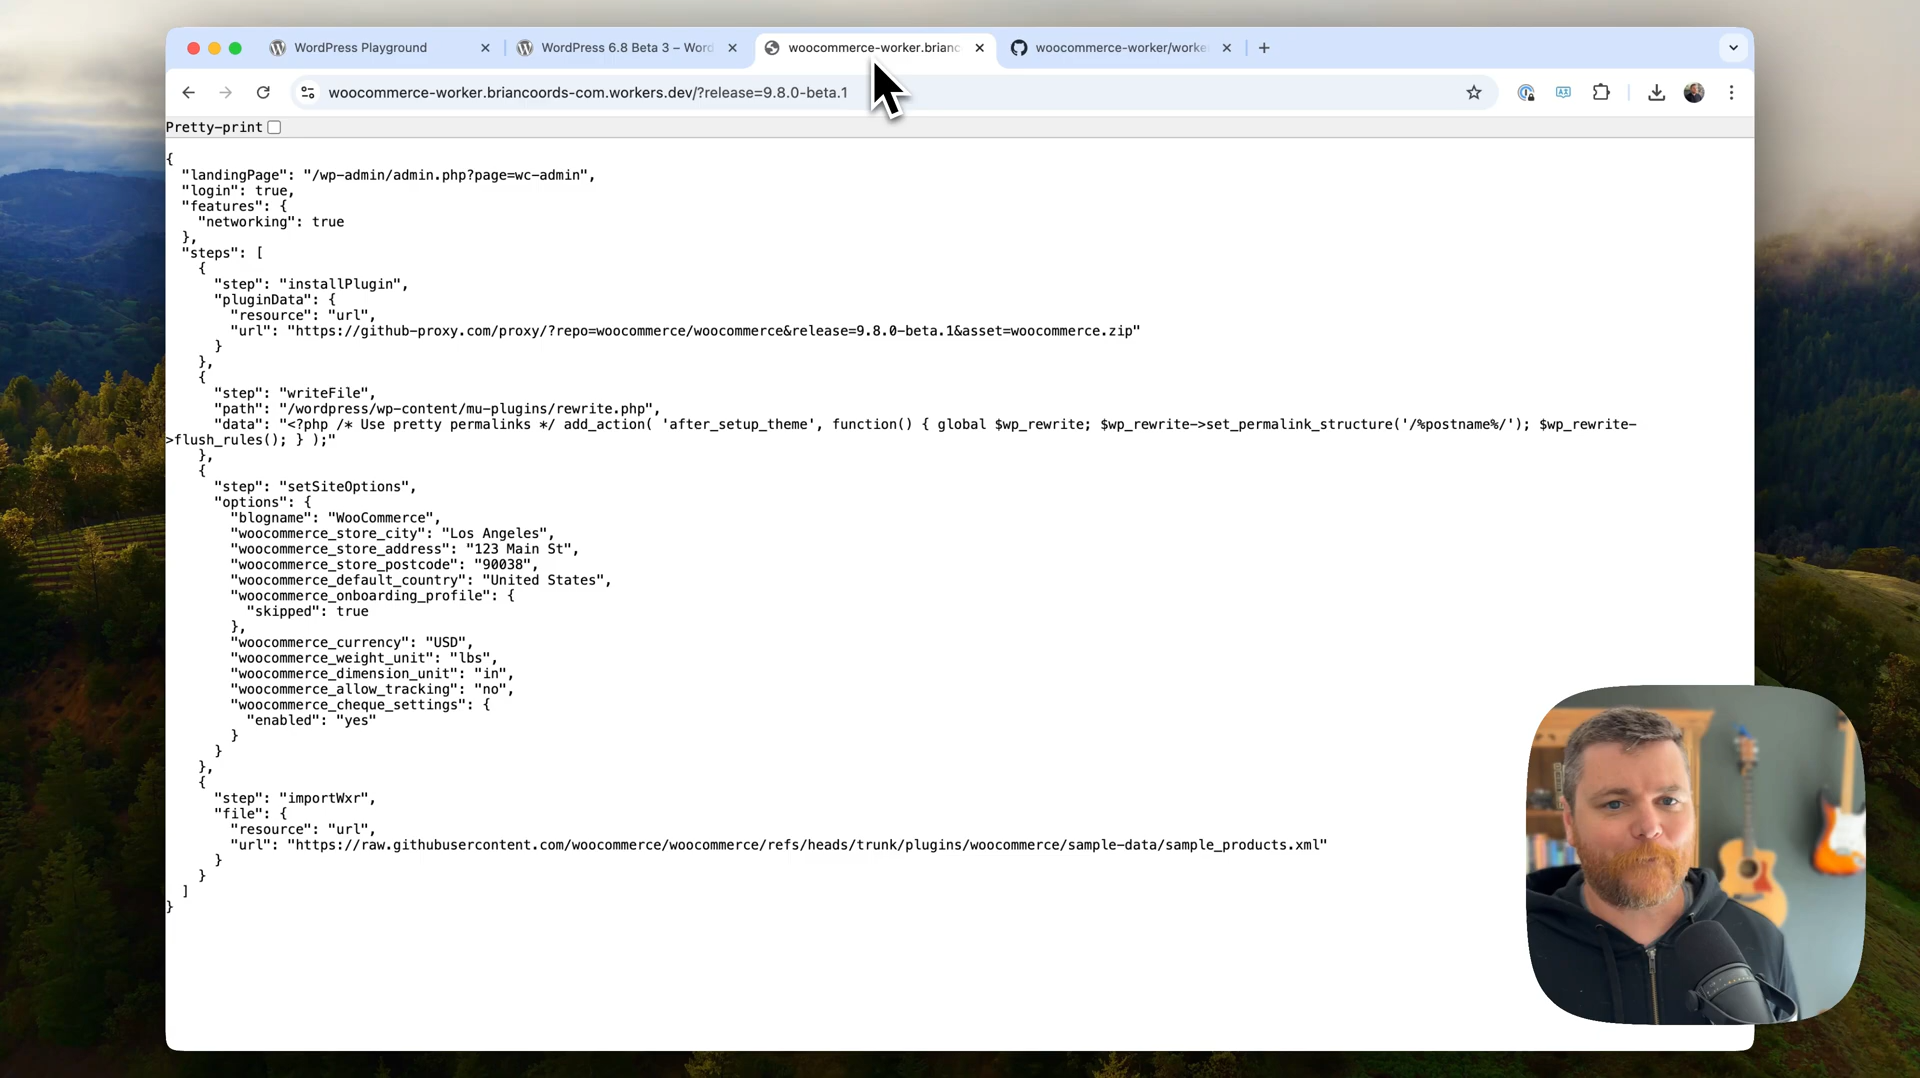 WordPress Playground
WordPress 6.8 Beta 3 – Word
woocommerce-worker.brianc
woocommerce-worker/worke
woocommerce-worker.briancoords-com.workers.dev/?release=9.8.0-beta.1
Pretty-print
{
  "landingPage": "/wp-admin/admin.php?page=wc-admin",
  "login": true,
  "features": {
    "networking": true
  },
  "steps": [
    {
      "step": "installPlugin",
      "pluginData": {
        "resource": "url",
        "url": "https://github-proxy.com/proxy/?repo=woocommerce/woocommerce&release=9.8.0-beta.1&asset=woocommerce.zip"
      }
    },
    {
      "step": "writeFile",
      "path": "/wordpress/wp-content/mu-plugins/rewrite.php",
      "data": "<?php /* Use pretty permalinks */ add_action( 'after_setup_theme', function() { global $wp_rewrite; $wp_rewrite->set_permalink_structure('/%postname%/'); $wp_rewrite-
>flush_rules(); } );"
    },
    {
      "step": "setSiteOptions",
      "options": {
        "blogname": "WooCommerce",
        "woocommerce_store_city": "Los Angeles",
        "woocommerce_store_address": "123 Main St",
        "woocommerce_store_postcode": "90038",
        "woocommerce_default_country": "United States",
        "woocommerce_onboarding_profile": {
          "skipped": true
        },
        "woocommerce_currency": "USD",
        "woocommerce_weight_unit": "lbs",
        "woocommerce_dimension_unit": "in",
        "woocommerce_allow_tracking": "no",
        "woocommerce_cheque_settings": {
          "enabled": "yes"
        }
      }
    },
    {
      "step": "importWxr",
      "file": {
        "resource": "url",
        "url": "https://raw.githubusercontent.com/woocommerce/woocommerce/refs/heads/trunk/plugins/woocommerce/sample-data/sample_products.xml"
      }
    }
  ]
}